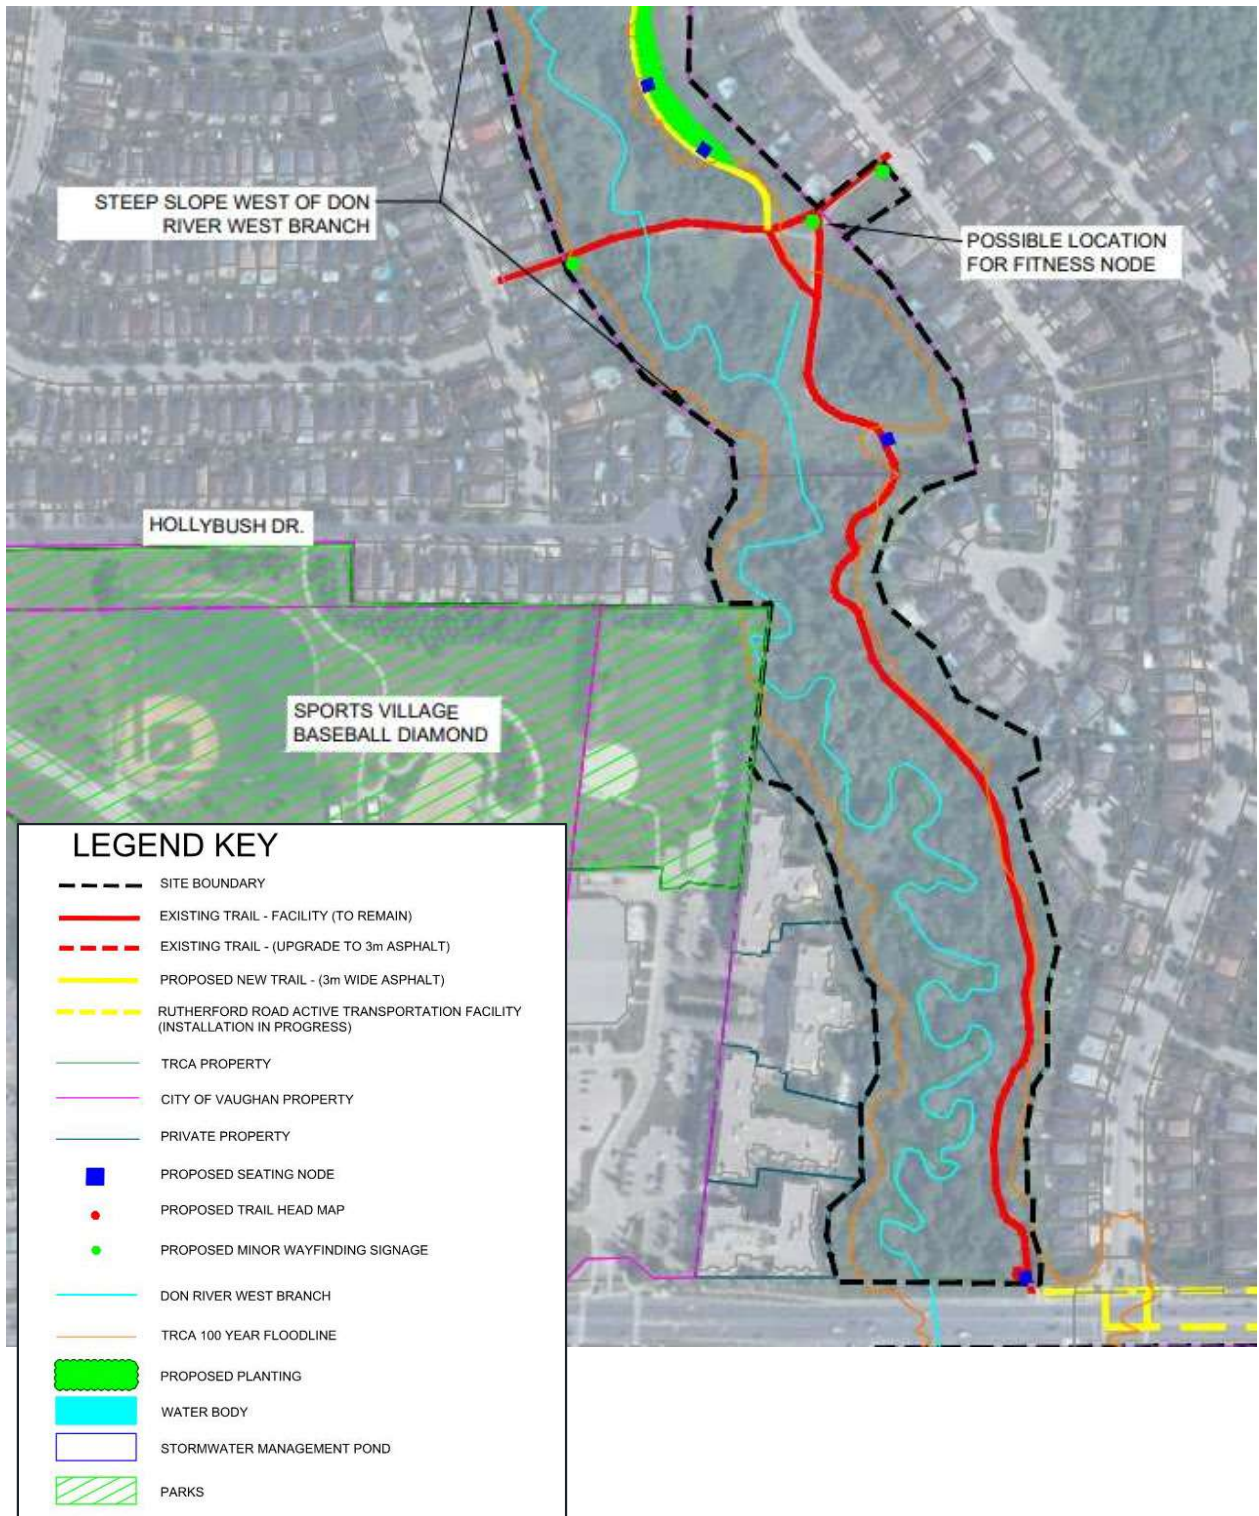 STEEP SLOPE WEST OF DON
RIVER WEST BRANCH
POSSIBLE LOCATION
FOR FITNESS NODE
HOLLYBUSH DR.
SPORTS VILLAGE
BASEBALL DIAMOND
LEGEND KEY
SITE BOUNDARY
EXISTING TRAIL - FACILITY (TO REMAIN)
EXISTING TRAIL - (UPGRADE TO 3m ASPHALT)
PROPOSED NEW TRAIL - (3m WIDE ASPHALT)
RUTHERFORD ROAD ACTIVE TRANSPORTATION FACILITY
(INSTALLATION IN PROGRESS)
TRCA PROPERTY
CITY OF VAUGHAN PROPERTY
PRIVATE PROPERTY
PROPOSED SEATING NODE
PROPOSED TRAIL HEAD MAP
PROPOSED MINOR WAYFINDING SIGNAGE
DON RIVER WEST BRANCH
TRCA 100 YEAR FLOODLINE
PROPOSED PLANTING
WATER BODY
STORMWATER MANAGEMENT POND
PARKS